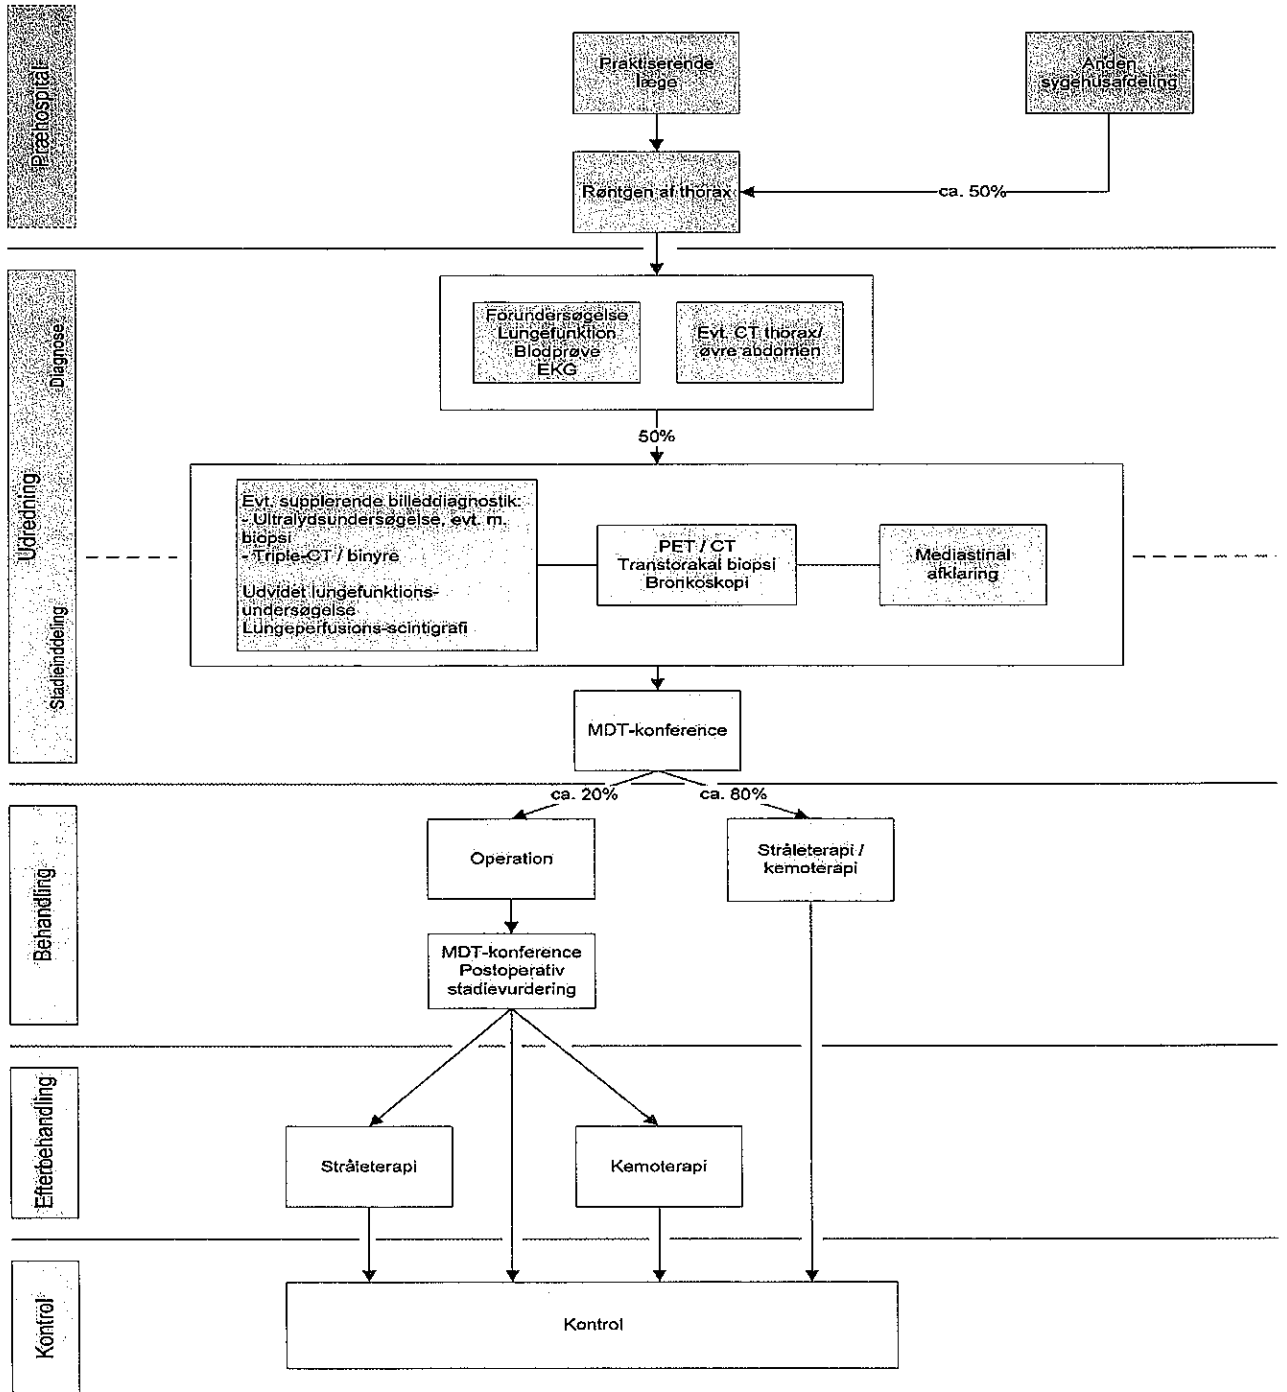 Præhospital
Praktiserende
læge
Anden
sygehusafdeling
Røntgen af thorax
ca. 50%
Udredning
Diagnose
Stadieinddeling
Forundersøgelse
Lungefunktion
Blodprøve
EKG
Evt. CT thorax/
øvre abdomen
50%
Evt. supplerende billeddiagnostik:
- Ultralydsundersøgelse, evt. m.
biopsi
- Triple-CT / binyre
Udvidet lungefunktions-
undersøgelse
Lungeperfusions-scintigrafi
PET / CT
Transtorakal biopsi
Bronkoskopi
Mediastinal
afklaring
MDT-konference
ca. 20%
ca. 80%
Behandling
Operation
Stråleterapi /
kemoterapi
MDT-konference
Postoperativ
stadievurdering
Efterbehandling
Stråleterapi
Kemoterapi
Kontrol
Kontrol